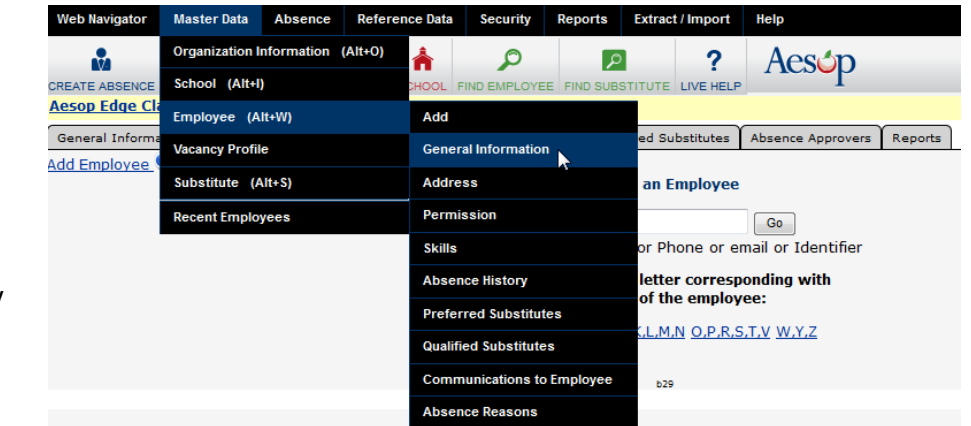 Web Navigator Master Data Absence Reference Data Security Reports Extract / Import Help
Organization Information (Alt+O)
School (Alt+I)
Employee (Alt+W)
Vacancy Profile
Substitute (Alt+S)
Recent Employees
CREATE ABSENCE FIND EMPLOYEE FIND SUBSTITUTE LIVE HELP
? Aesop
Aesop Edge
General Substitutes Absence Approvers Reports
Add Employee
Add
General Information
Address
Permission
Skills
Absence History
Preferred Substitutes
Qualified Substitutes
Communications to Employee
Absence Reasons
an Employee
Go
or Phone or email or Identifier
letter corresponding with
of the employee:
L,M,N O,P,R,S,T,V W,Y,Z
b29